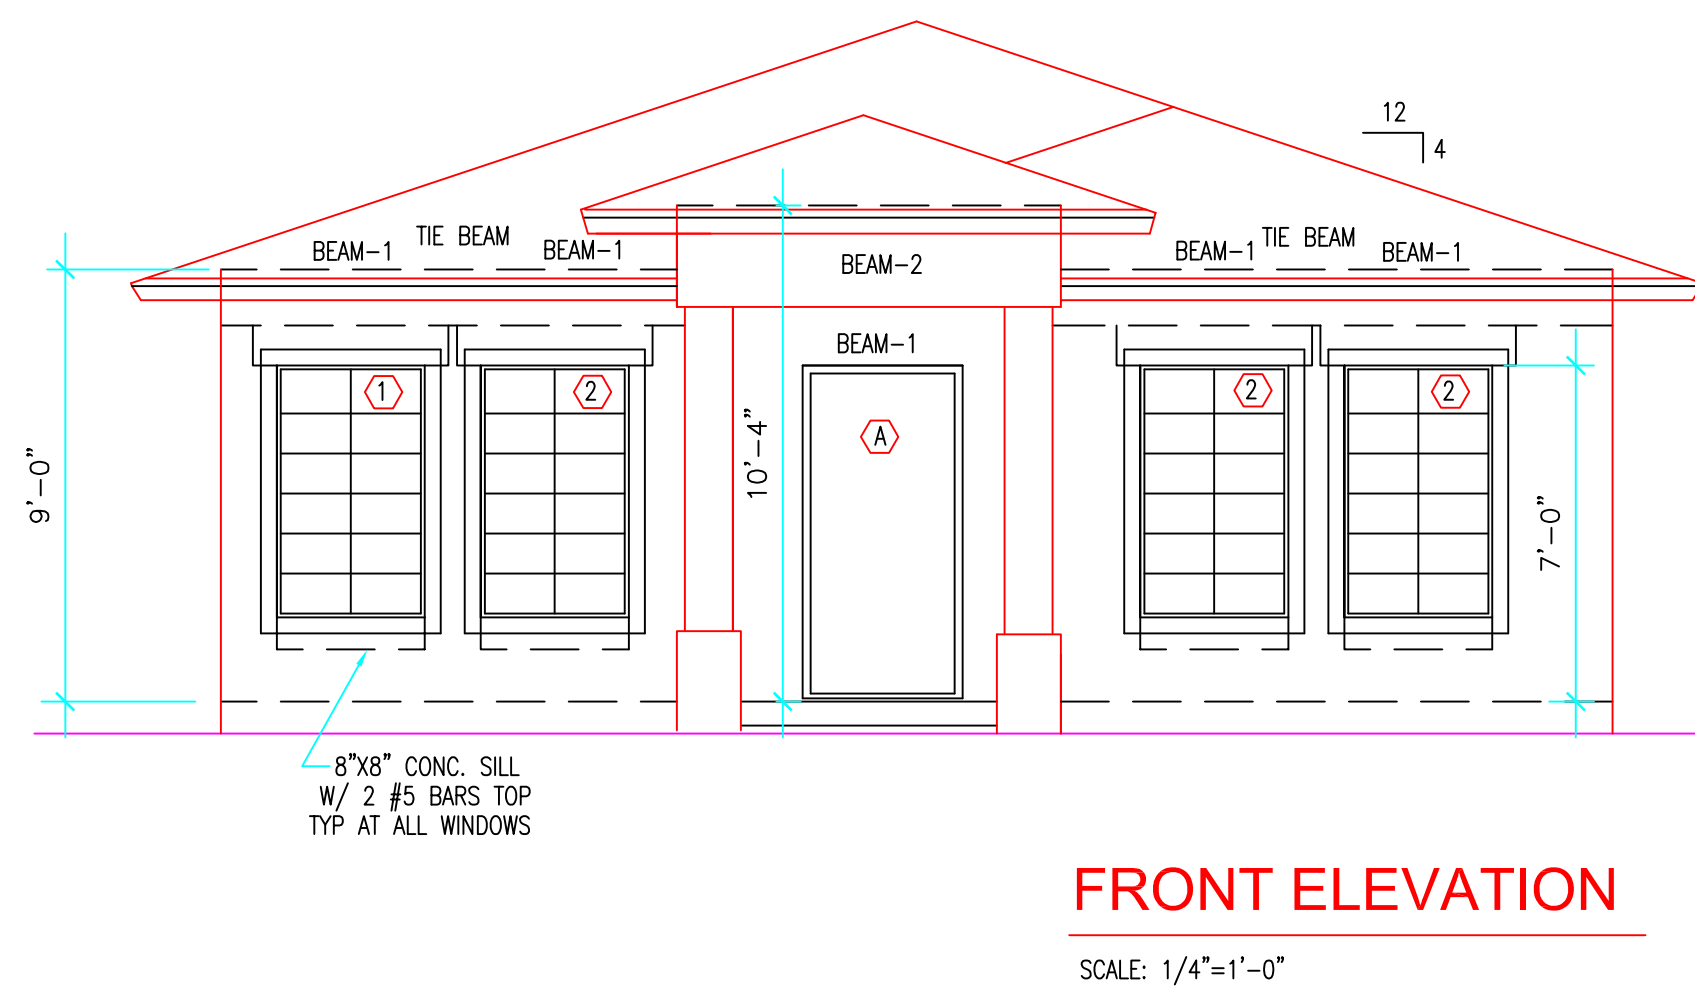 12
4
TIE BEAM
BEAM-1
BEAM-1
BEAM-2
BEAM-1
TIE BEAM
BEAM-1
BEAM-1
1
2
2
2
A
9'-0"
10'-4"
7'-0"
8"X8" CONC. SILL
W/ 2 #5 BARS TOP
TYP AT ALL WINDOWS
FRONT ELEVATION
SCALE: 1/4"=1'-0"